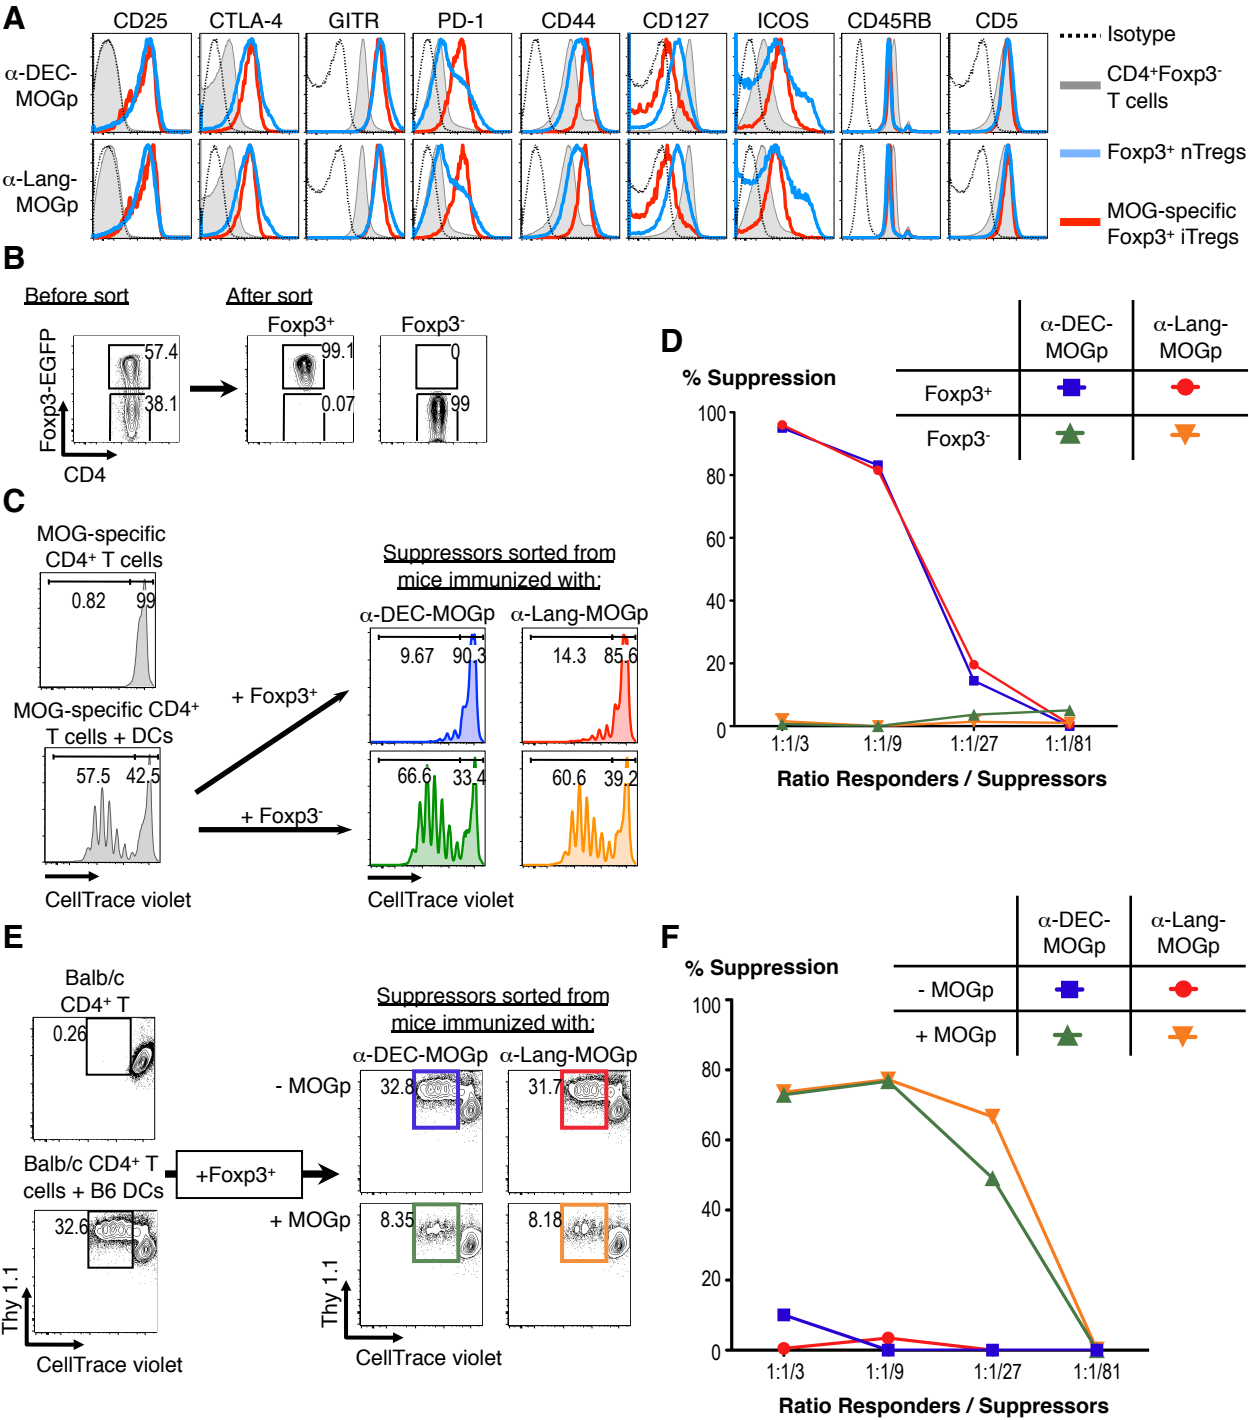 A
CD25 CTLA-4 GITR PD-1 CD44 CD127 ICOS CD45RB CD5
α-DEC-
MOGp
α-Lang-
MOGp
Isotype
CD4+Foxp3-
T cells
Foxp3+ nTregs
MOG-specific
Foxp3+ iTregs
B
Before sort
After sort
Foxp3+ Foxp3-
57.4
38.1
99.1
0.07
0
99
Foxp3-EGFP
CD4
C
MOG-specific
CD4+ T cells
0.82 99
MOG-specific CD4+
T cells + DCs
57.5 42.5
CellTrace violet
+ Foxp3+
+ Foxp3-
Suppressors sorted from
mice immunized with:
α-DEC-MOGp α-Lang-MOGp
9.67 90.3
14.3 85.6
66.6 33.4
60.6 39.2
CellTrace violet
D
α-DEC-
MOGp
α-Lang-
MOGp
Foxp3+
Foxp3-
% Suppression
100
80
60
40
20
0
1:1/3 1:1/9 1:1/27 1:1/81
Ratio Responders / Suppressors
E
Balb/c
CD4+ T
0.26
Balb/c CD4+ T
cells + B6 DCs
32.6
Thy 1.1
CellTrace violet
+Foxp3+
Suppressors sorted from
mice immunized with:
α-DEC-MOGp α-Lang-MOGp
- MOGp
32.8
31.7
+ MOGp
8.35
8.18
Thy 1.1
CellTrace violet
F
α-DEC-
MOGp
α-Lang-
MOGp
- MOGp
+ MOGp
% Suppression
100
80
60
40
20
0
1:1/3 1:1/9 1:1/27 1:1/81
Ratio Responders / Suppressors